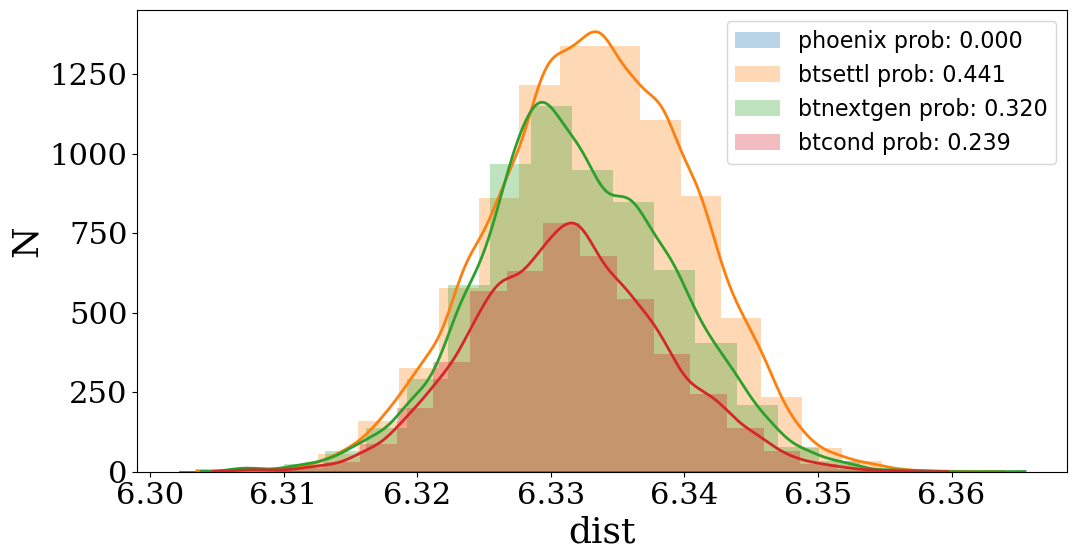 phoenix prob: 0.000
btsettl prob: 0.441
btnextgen prob: 0.320
btcond prob: 0.239
N
1250
1000
750
500
250
0
6.30 6.31 6.32 6.33 6.34 6.35 6.36
dist